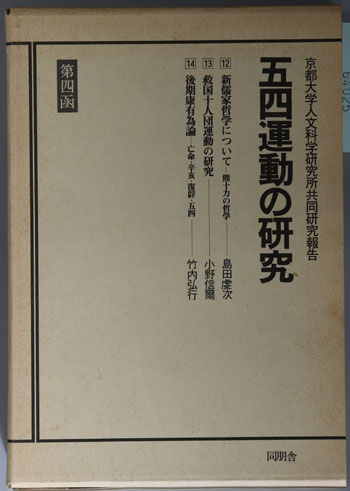 京都大学人文科学研究所共同研究報告
五四運動の研究
12 新儒家哲学について―熊十力の哲学―島田虔次
13 救国十人団運動の研究―小野信爾
14 後期康有為論―亡命・辛亥・復辟・五四―竹内弘行
第四函
同朋舎
64025